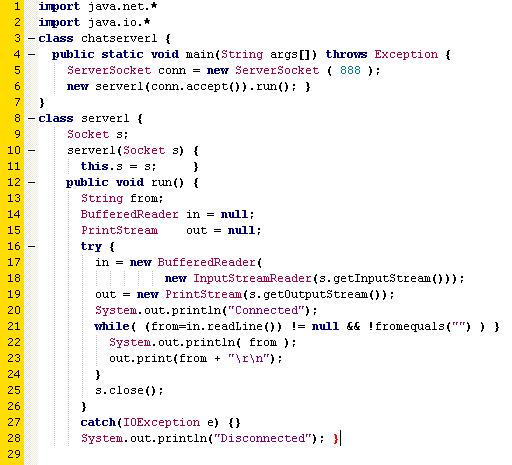 1 import java.net.*
2 import java.io.*
3 class chatserverl {
4 public static void main(String args[]) throws Exception {
5 ServerSocket conn = new ServerSocket ( 888 );
6 new serverl(conn.accept()).run(); }
7 }
8 class serverl {
9 Socket s;
10 serverl(Socket s) {
11 this.s = s; }
12 public void run() {
13 String from;
14 BufferedReader in = null;
15 PrintStream out = null;
16 try {
17 in = new BufferedReader(
18 new InputStreamReader(s.getInputStream()));
19 out = new PrintStream(s.getOutputStream());
20 System.out.println("Connected");
21 while( (from=in.readLine()) != null && !fromequals("") ) }
22 System.out.println( from );
23 out.print(from + "\r\n");
24 }
25 s.close();
26 }
27 catch(IOException e) {}
28 System.out.println("Disconnected"); }
29